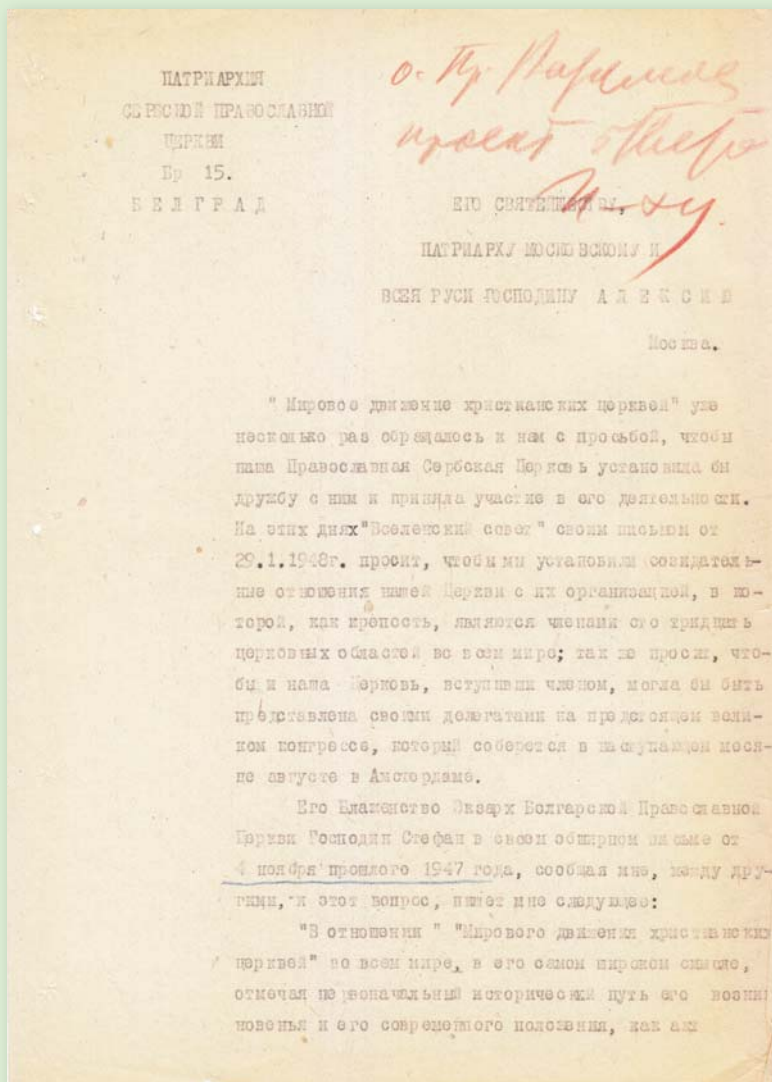 ПАТРИАРХИЯ
СЕРБСКОЙ ПРАВОСЛАВНОЙ
ЦЕРКВИ
Бр 15.
БЕЛГРАД
о. Пр.
проект
ЕГО СВЯТЕЙШЕСТВУ,
ПАТРИАРХУ МОСКОВСКОМУ И
ВСЕЯ РУСИ ГОСПОДИНУ АЛЕКСИЮ
Москва.
" Мировое движение христианских церквей" уже
несколько раз обращалось к нам с просьбой, чтобы
наша Православная Сербская Церковь установила бы
дружбу с ним и приняла участие в его деятельности.
На этих днях "Вселенский совет" своим письмом от
29.1.1948г. просит, чтобы мы установили созидатель-
ные отношения нашей Церкви с их организацией, в ко-
торой, как крепость, являются членами сто тридцать
церковных областей во всем мире; так же просит, что-
бы и наша Церковь, вступивши членом, могла бы быть
представлена своими делегатами на предстоящем вели-
ком конгрессе, который соберется в наступающем меся-
це августе в Амстердаме.
Его Блаженство Экзарх Болгарской Православной
Церкви Господин Стефан в своем обширном письме от
4 ноября прошлого 1947 года, сообщая мне, между дру-
гими, и этот вопрос, пишет мне следующее:
"В отношении " "Мирового движения христианских
церквей" во всем мире, в его самом широком смысле,
отмечая первоначальный исторический путь его возник
новенья и его современного положения, как